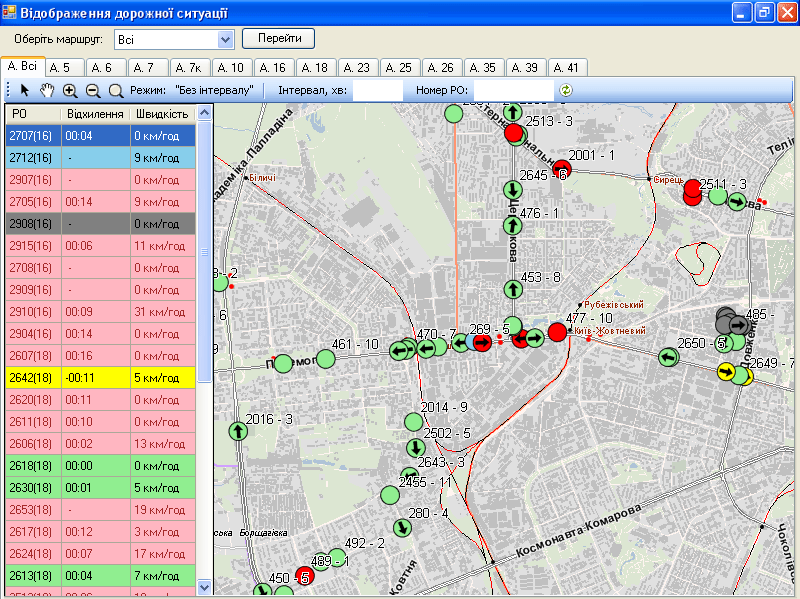 Відображення дорожної ситуації
Оберіть маршрут: Всі Перейти
А. Всі А. 5 А. 6 А. 7 А. 7к А. 10 А. 16 А. 18 А. 23 А. 25 А. 26 А. 35 А. 39 А. 41
Режим: "Без інтервалу" Інтервал, хв: Номер РО:
РО Відхилення Швидкість
2707(16) 00:04 0 км/год
2712(16) - 9 км/год
2907(16) - 0 км/год
2705(16) 00:14 9 км/год
2908(16) - 0 км/год
2915(16) 00:06 11 км/год
2708(16) - 0 км/год
2909(16) - 0 км/год
2910(16) 00:09 31 км/год
2904(16) 00:14 0 км/год
2607(18) 00:16 0 км/год
2642(18) -00:11 5 км/год
2620(18) 00:11 0 км/год
2611(18) 00:10 0 км/год
2606(18) 00:02 13 км/год
2618(18) 00:00 0 км/год
2630(18) 00:01 5 км/год
2653(18) - 19 км/год
2617(18) 00:12 3 км/год
2624(18) 00:07 17 км/год
2613(18) 00:04 7 км/год
2513 - 3
2001 - 1
2645 - 6
Біличі
Сирець
2511 - 3
476 - 1
453 - 8
Рубежівський
477 - 10
Київ-Жовтневий
485 -
269 - 5
470 - 7
461 - 10
2650 - 5
2649 - 7
2014 - 9
2016 - 3
2502 - 5
2643 - 3
2455 - 11
280 - 4
Космонавта Комарова
492 - 2
489 - 1
450 - 5